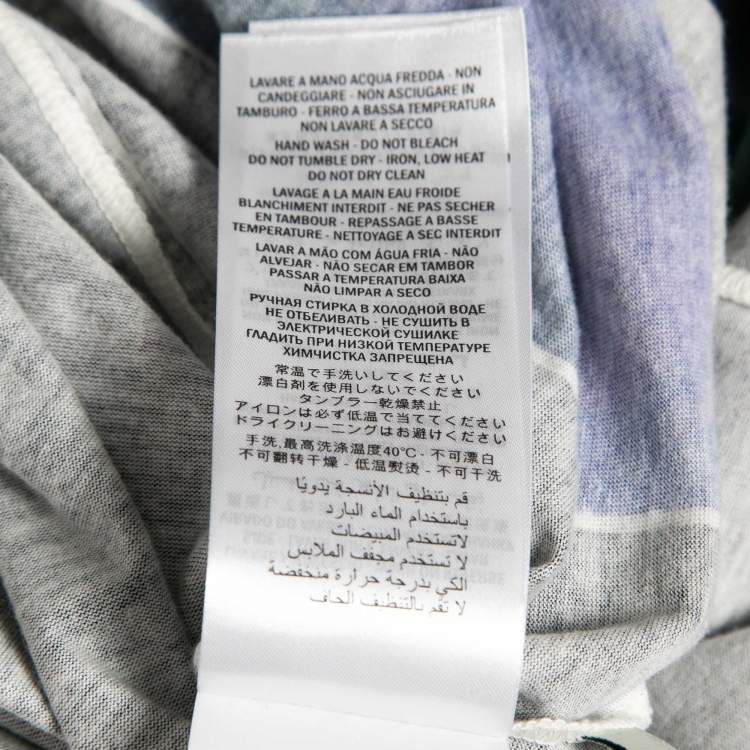 LAVARE A MANO ACQUA FREDDA - NON
CANDEGGIARE - NON ASCIUGARE IN
TAMBURO - FERRO A BASSA TEMPERATURA
NON LAVARE A SECCO
HAND WASH - DO NOT BLEACH
DO NOT TUMBLE DRY - IRON, LOW HEAT
DO NOT DRY CLEAN
LAVAGE A LA MAIN EAU FROIDE
BLANCHIMENT INTERDIT - NE PAS SECHER
EN TAMBOUR - REPASSAGE A BASSE
TEMPERATURE - NETTOYAGE A SEC INTERDIT
LAVAR A MÃO COM ÁGUA FRIA - NÃO
ALVEJAR - NÃO SECAR EM TAMBOR
PASSAR A TEMPERATURA BAIXA
NÃO LIMPAR A SECO
РУЧНАЯ СТИРКА В ХОЛОДНОЙ ВОДЕ
НЕ ОТБЕЛИВАТЬ - НЕ СУШИТЬ В
ЭЛЕКТРИЧЕСКОЙ СУШИЛКЕ
ГЛАДИТЬ ПРИ НИЗКОЙ ТЕМПЕРАТУРЕ
ХИМЧИСТКА ЗАПРЕЩЕНА
常温で手洗いしてください
漂白剤を使用しないでください
タンブラー乾燥禁止
アイロンは必ず低温で当ててください
ドライクリーニングはお避けください
手洗,最高洗涤温度40℃ - 不可漂白
不可翻转干燥 - 低温熨烫 - 不可干洗
قم بتنظيف الأنسجة يدويًا
باستخدام الماء البارد
لاتستخدم المبيضات
لا تستخدم مجفف الملابس
الكي بدرجة حرارة منخفضة
لا تقم بالتنظيف الجاف